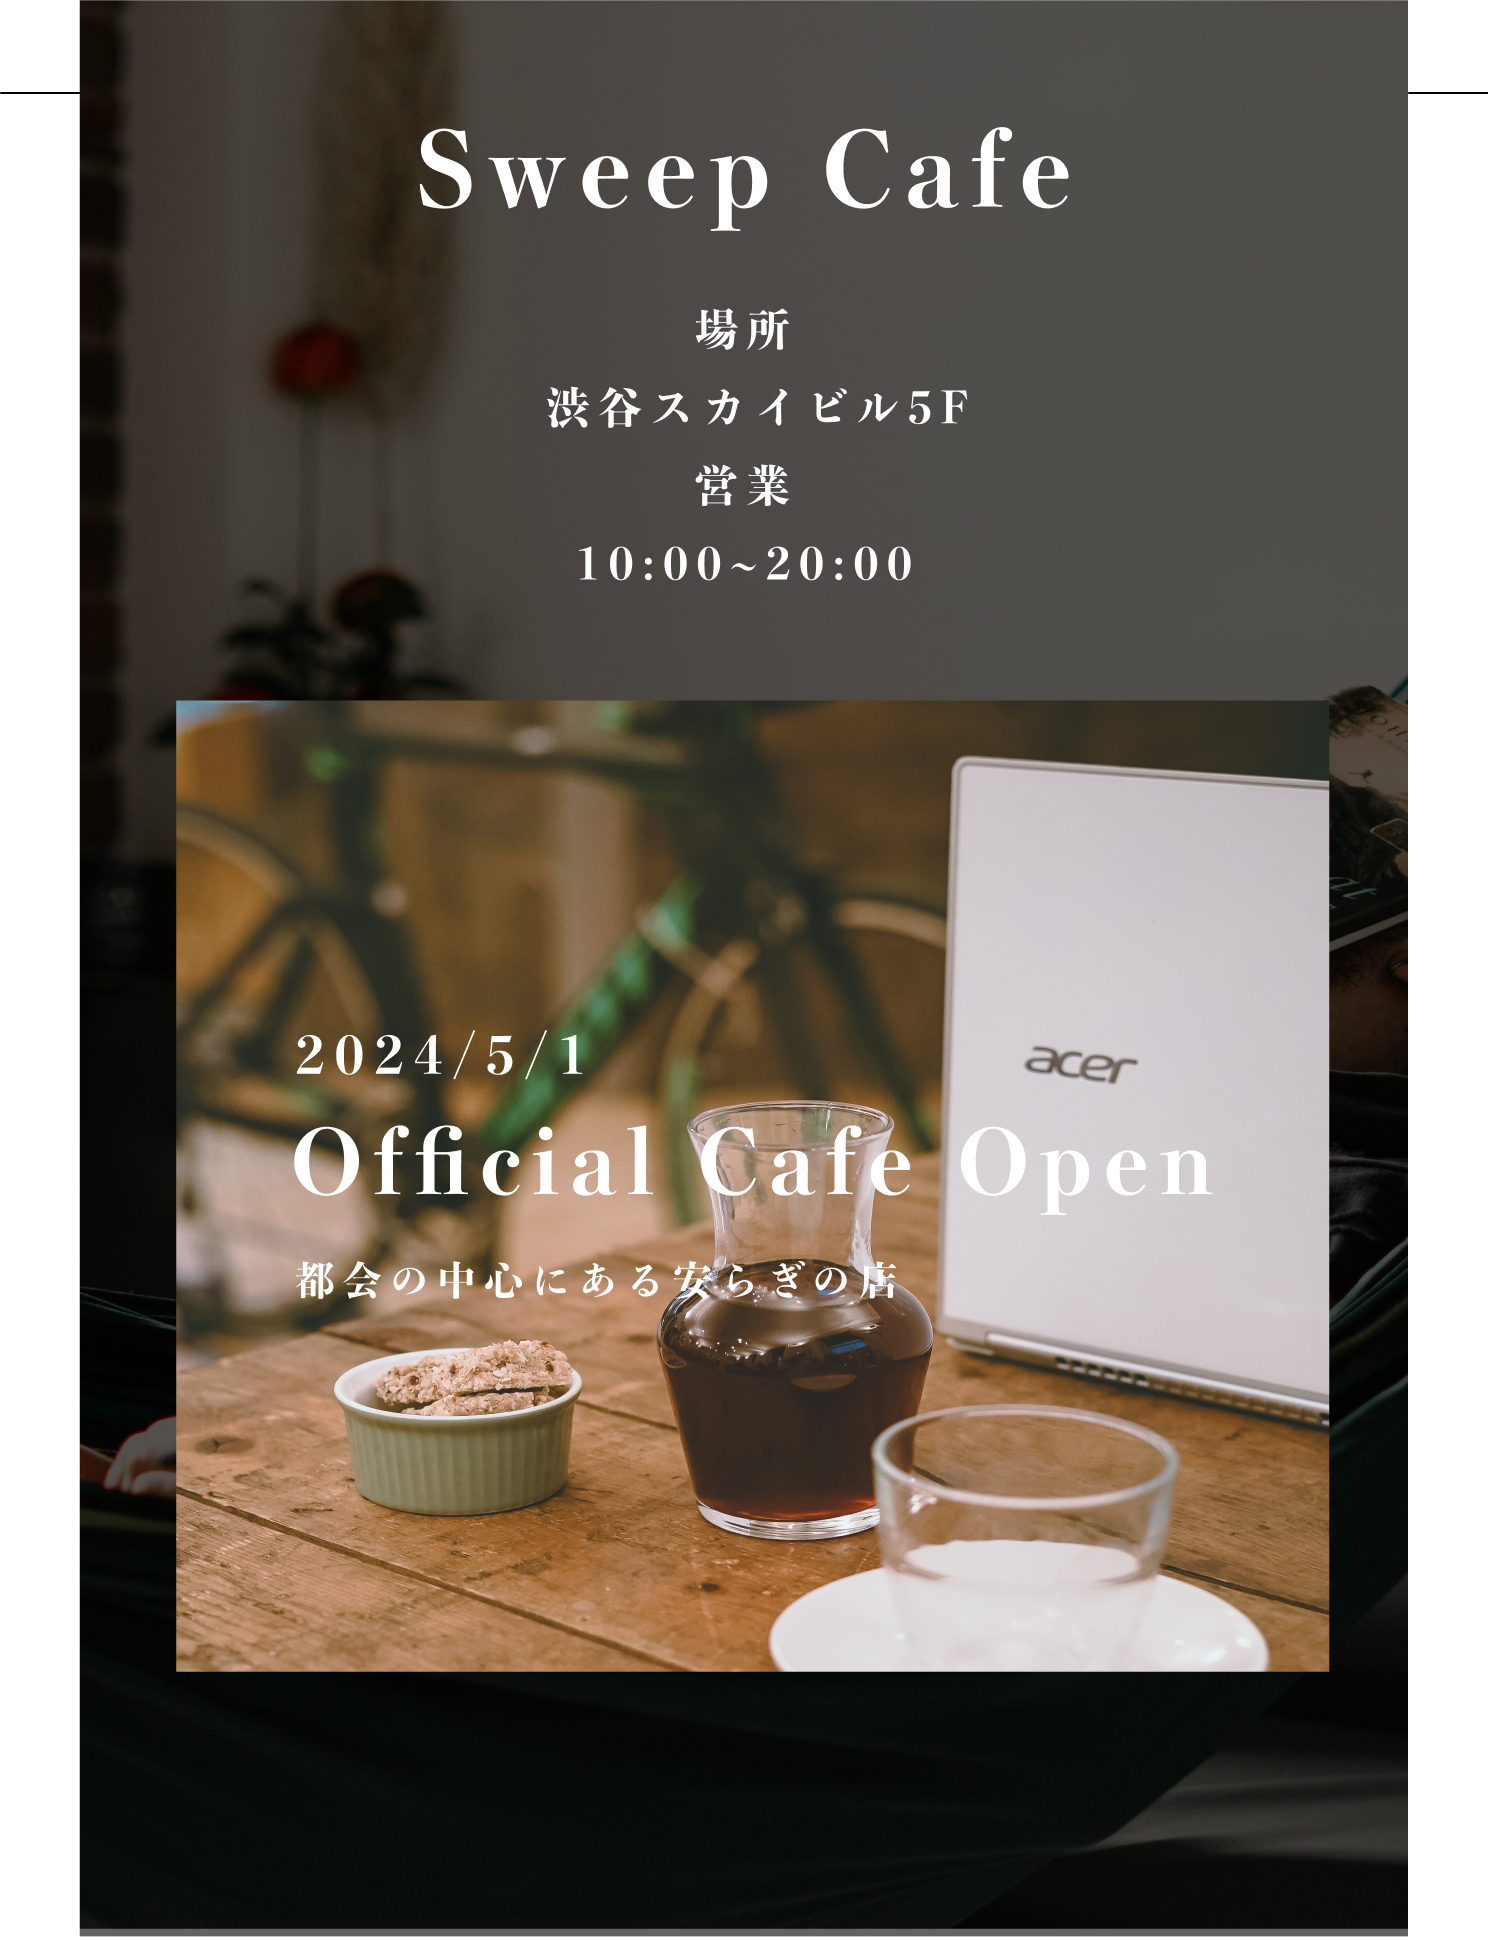 Sweep Cafe
場所
渋谷スカイビル5F
営業
10:00~20:00
2024/5/1
Official Cafe Open
都会の中心にある安らぎの店
acer